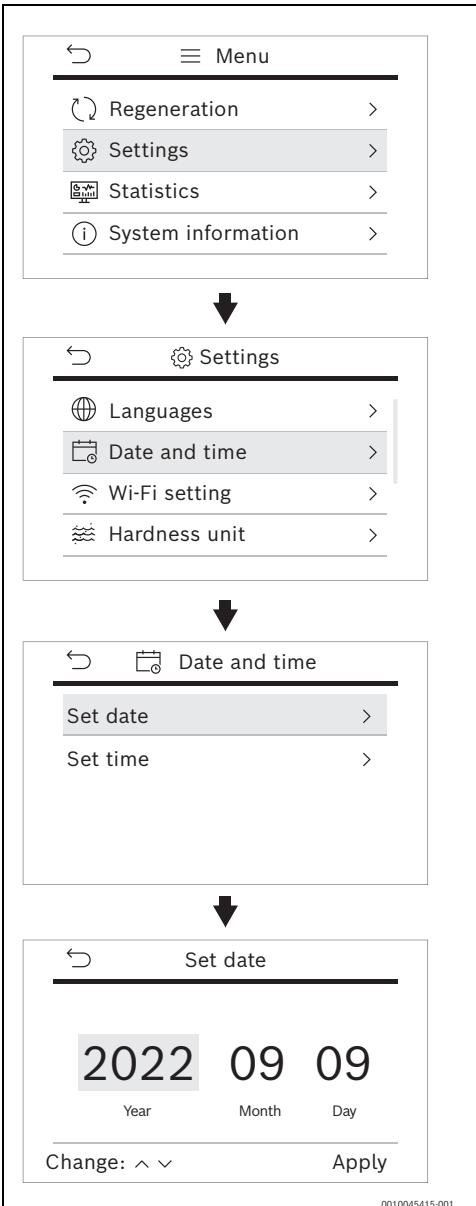 Menu
Regeneration
Settings
Statistics
System information
Settings
Languages
Date and time
Wi-Fi setting
Hardness unit
Date and time
Set date
Set time
Set date
2022 09 09
Year Month Day
Change: Apply
0010045415-001